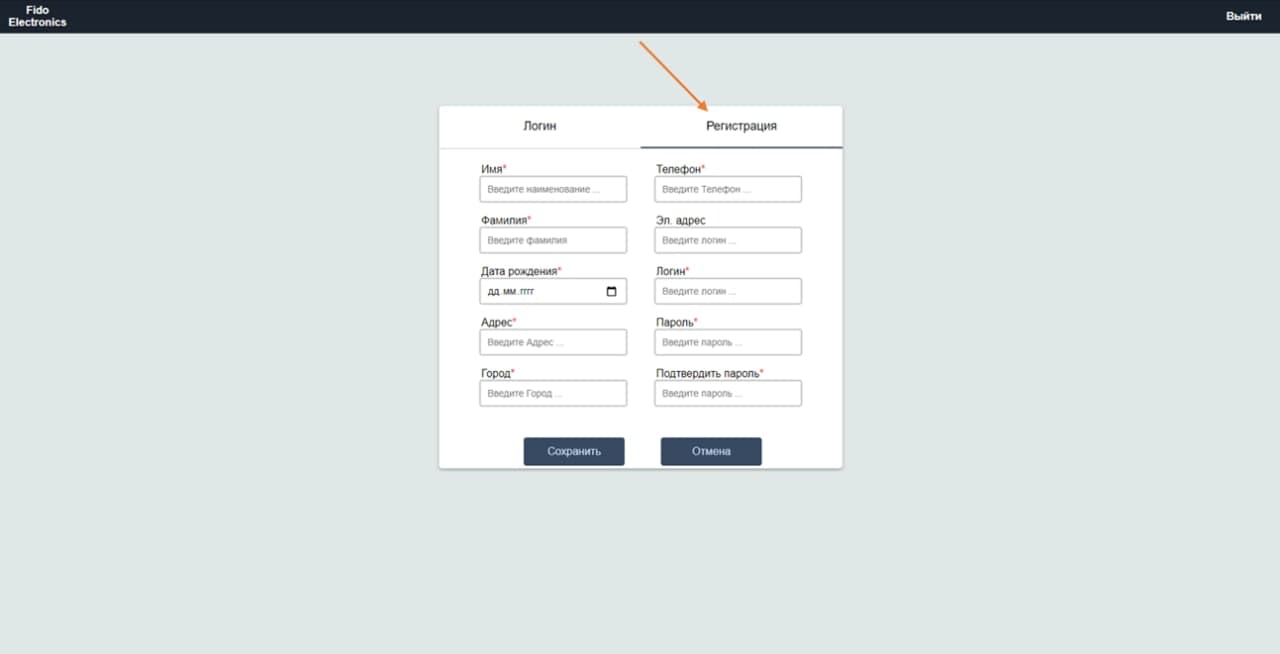 Fido
Electronics
Выйти
Логин
Регистрация
Имя*
Введите наименование ...
Фамилия*
Введите фамилия
Дата рождения*
дд.мм.гггг
Адрес*
Введите Адрес ...
Город*
Введите Город ...
Телефон*
Введите Телефон ...
Эл. адрес
Введите логин ...
Логин*
Введите логин ...
Пароль*
Введите пароль ...
Подтвердить пароль*
Введите пароль ...
Сохранить
Отмена